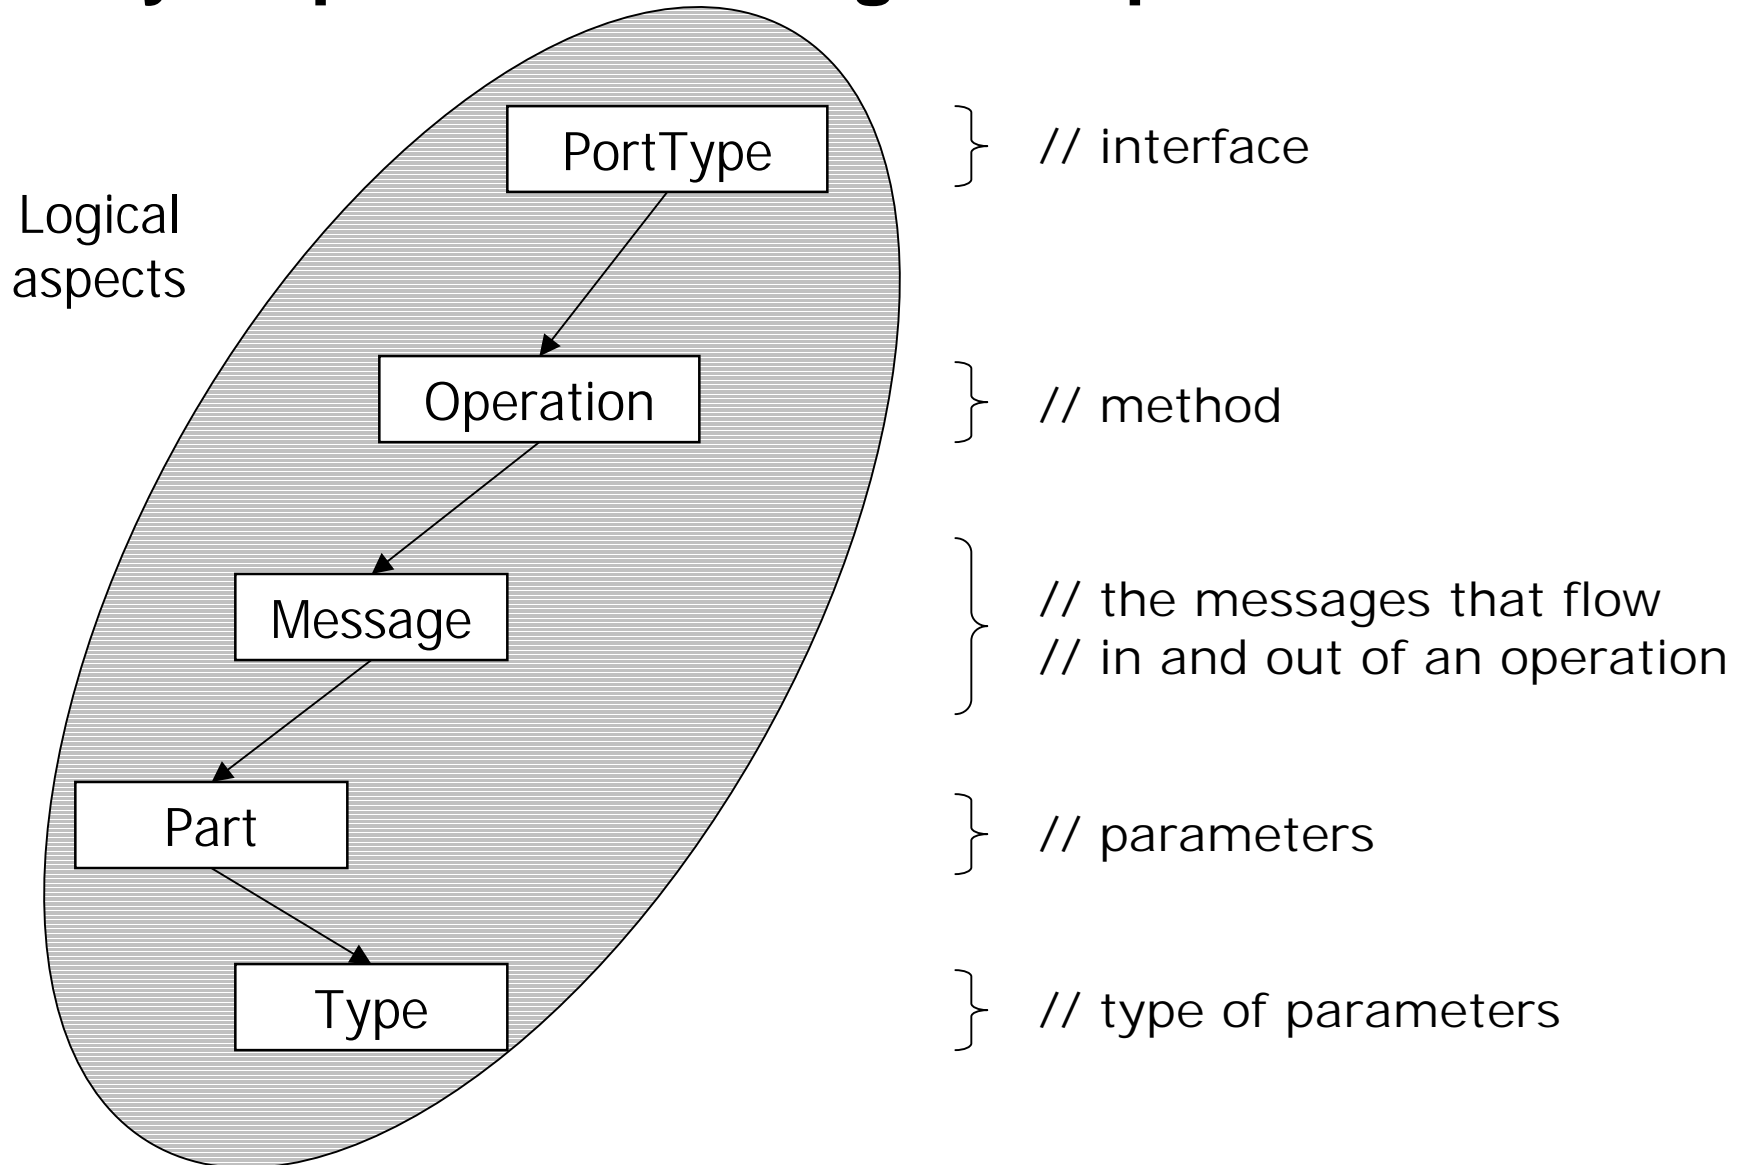 PortType
// interface
Logical
aspects
Operation
// method
Message
// the messages that flow
// in and out of an operation
Part
// parameters
Type
// type of parameters